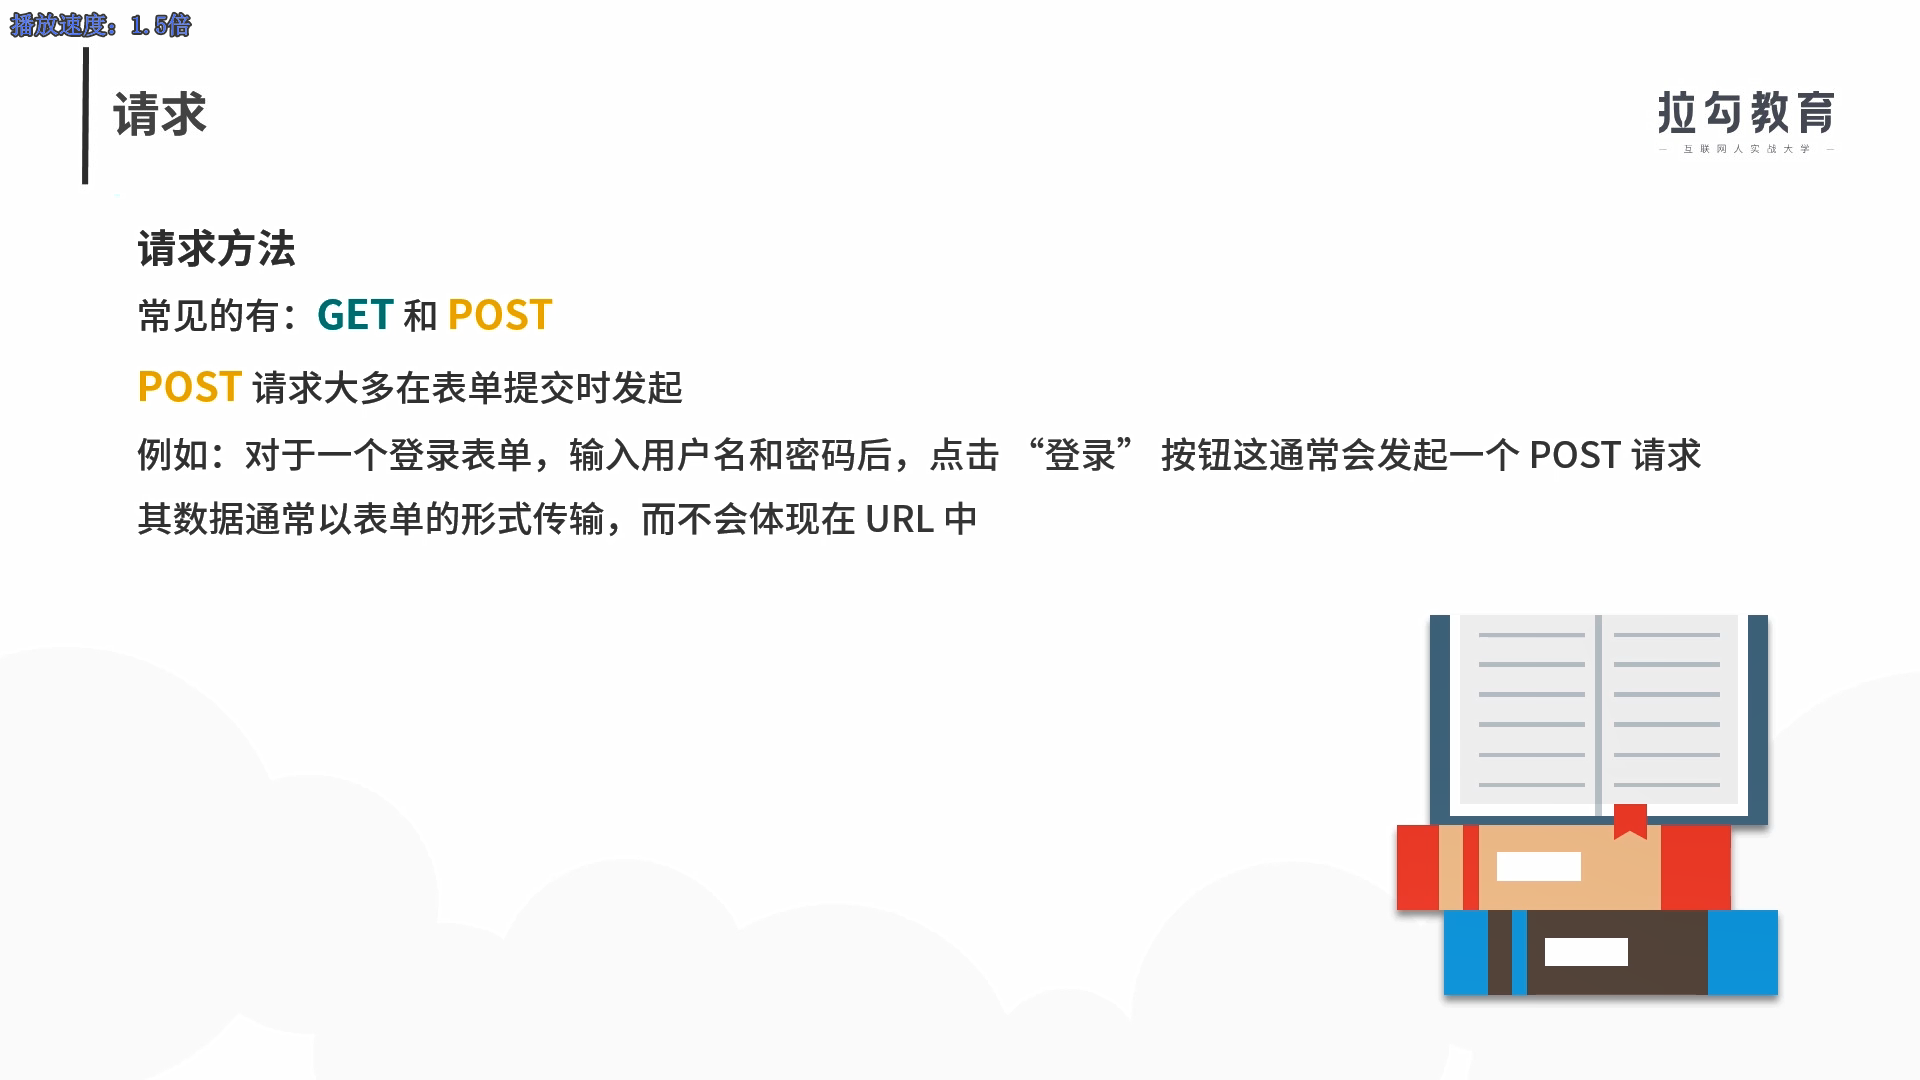 播放速度：1.5倍
请求
拉勾教育
— 互联网人实战大学 —
请求方法
常见的有：GET 和 POST
POST 请求大多在表单提交时发起
例如：对于一个登录表单，输入用户名和密码后，点击 “登录” 按钮这通常会发起一个 POST 请求
其数据通常以表单的形式传输，而不会体现在 URL 中